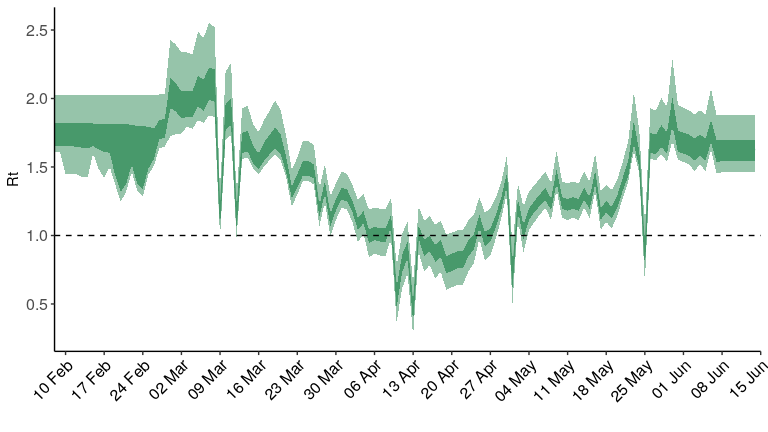 2.5
2.0
1.5
1.0
0.5
Rt
10 Feb
17 Feb
24 Feb
02 Mar
09 Mar
16 Mar
23 Mar
30 Mar
06 Apr
13 Apr
20 Apr
27 Apr
04 May
11 May
18 May
25 May
01 Jun
08 Jun
15 Jun